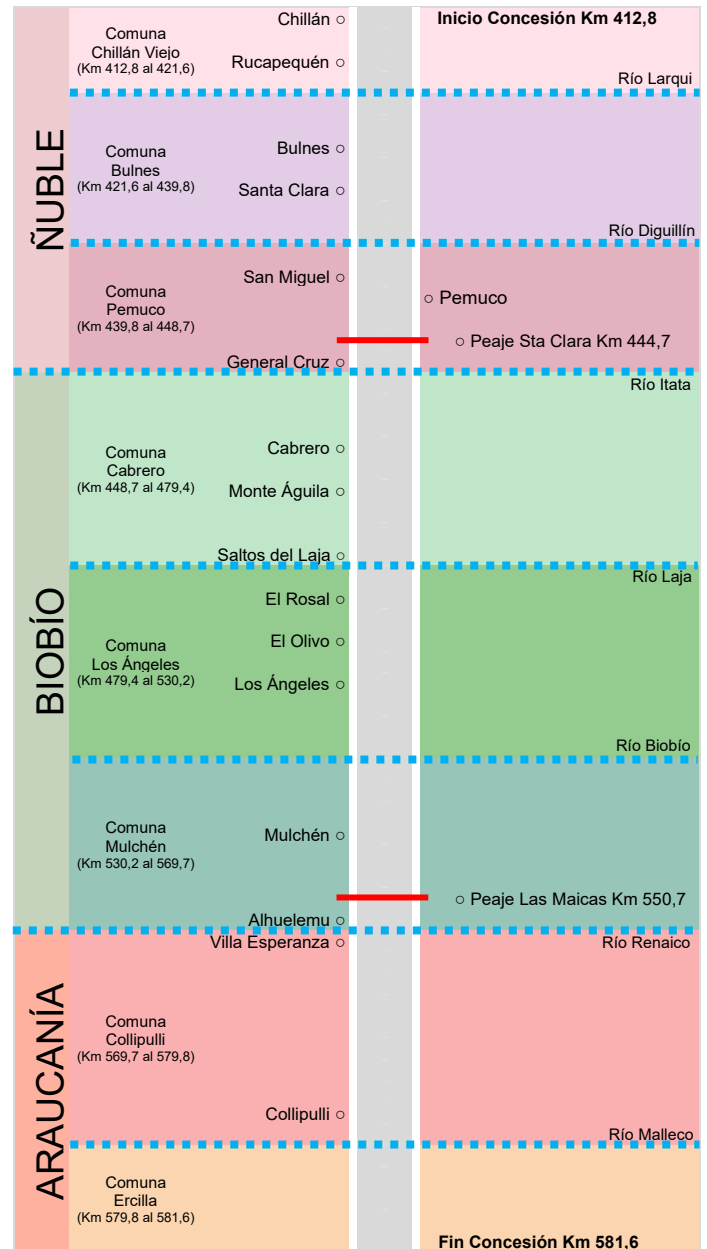 Chillán
Inicio Concesión Km 412,8
Comuna
Chillán Viejo
(Km 412,8 al 421,6)
Rucapequén
Río Larqui
ÑUBLE
Comuna
Bulnes
(Km 421,6 al 439,8)
Bulnes
Santa Clara
Río Diguillín
San Miguel
Comuna
Pemuco
(Km 439,8 al 448,7)
Pemuco
Peaje Sta Clara Km 444,7
General Cruz
Río Itata
BIOBÍO
Comuna
Cabrero
(Km 448,7 al 479,4)
Cabrero
Monte Águila
Saltos del Laja
Río Laja
El Rosal
El Olivo
Comuna
Los Ángeles
(Km 479,4 al 530,2)
Los Ángeles
Río Biobío
Comuna
Mulchén
(Km 530,2 al 569,7)
Mulchén
Peaje Las Maicas Km 550,7
Alhuelemu
Villa Esperanza
Río Renaico
ARAUCANÍA
Comuna
Collipulli
(Km 569,7 al 579,8)
Collipulli
Río Malleco
Comuna
Ercilla
(Km 579,8 al 581,6)
Fin Concesión Km 581,6